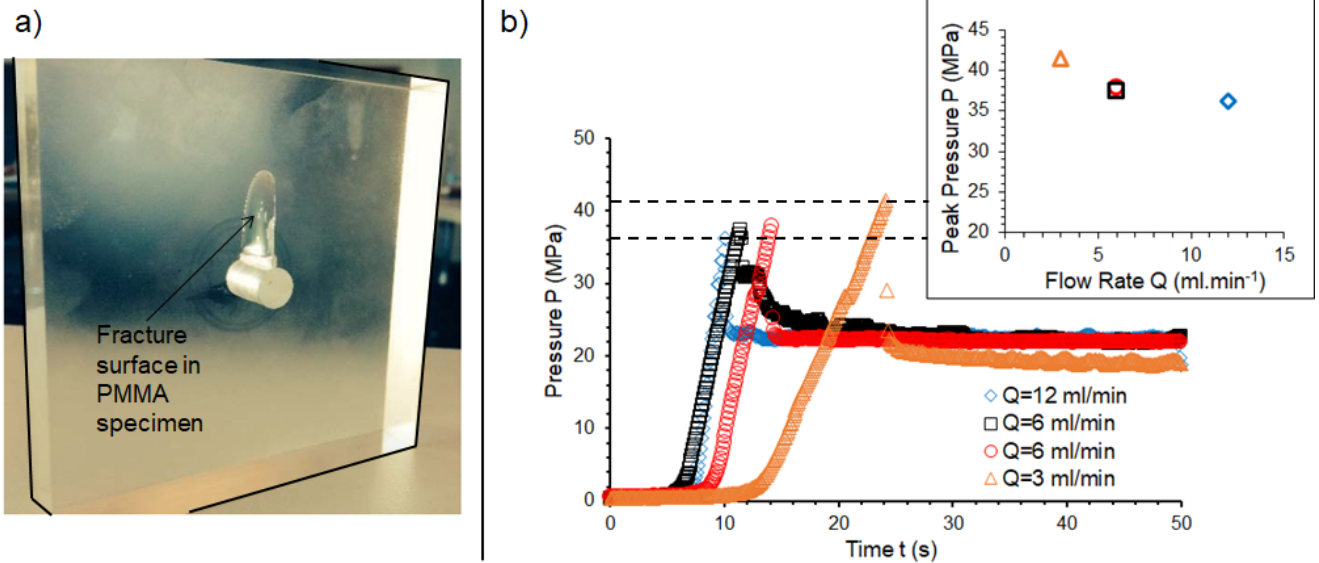 a)
Fracture
surface in
PMMA
specimen
b)
50
40
30
20
10
0
Pressure P (MPa)
0 10 20 30 40 50
Time t (s)
Q=12 ml/min
Q=6 ml/min
Q=6 ml/min
Q=3 ml/min
45
40
35
30
25
20
Peak Pressure P (MPa)
0 5 10 15
Flow Rate Q (ml.min⁻¹)